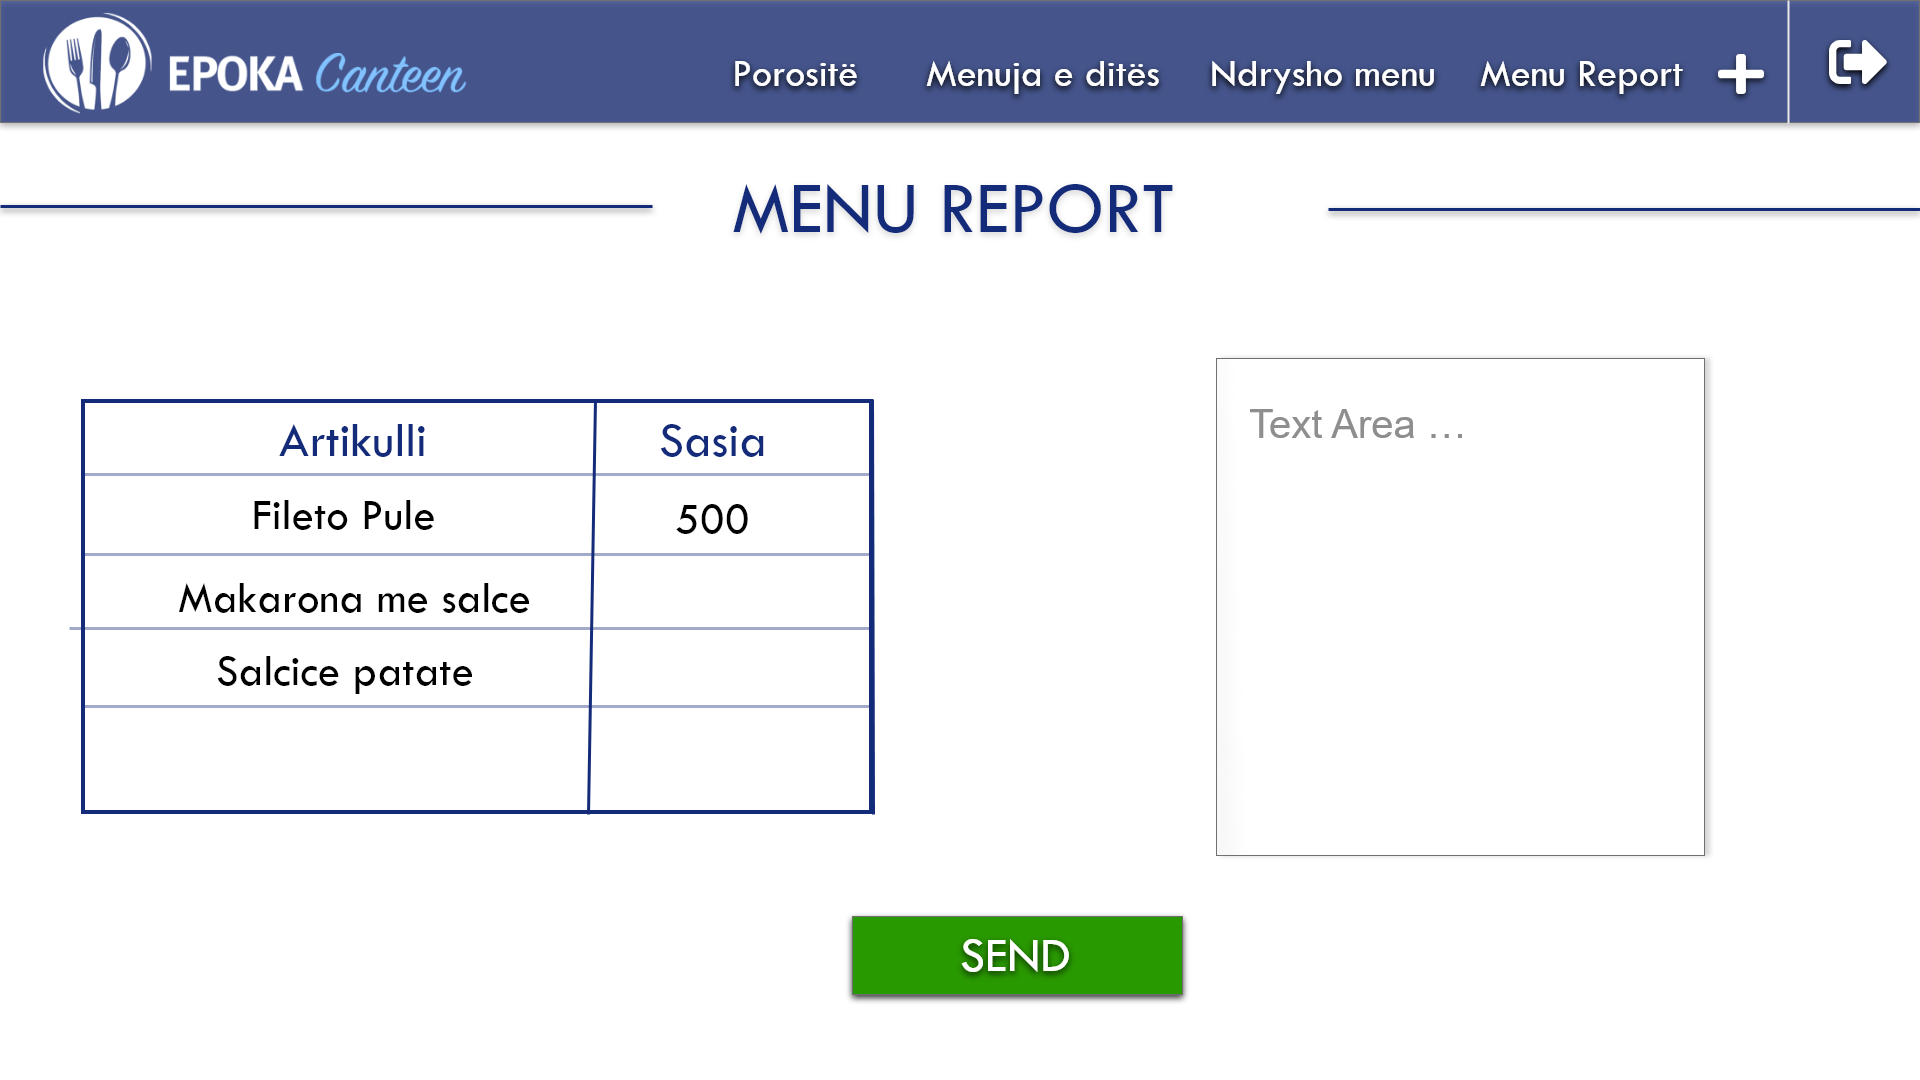 EPOKA Canteen
Porositë Menuja e ditës Ndrysho menu Menu Report
MENU REPORT
Artikulli Sasia
Fileto Pule 500
Makarona me salce
Salcice patate
Text Area ...
SEND